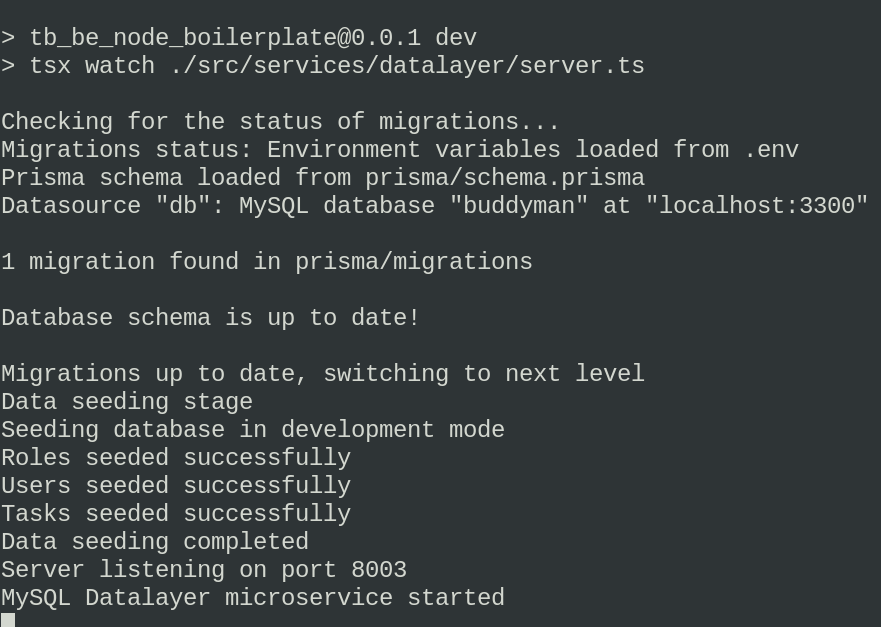 > tb_be_node_boilerplate@0.0.1 dev
> tsx watch ./src/services/datalayer/server.ts
Checking for the status of migrations...
Migrations status: Environment variables loaded from .env
Prisma schema loaded from prisma/schema.prisma
Datasource "db": MySQL database "buddyman" at "localhost:3300"
1 migration found in prisma/migrations
Database schema is up to date!
Migrations up to date, switching to next level
Data seeding stage
Seeding database in development mode
Roles seeded successfully
Users seeded successfully
Tasks seeded successfully
Data seeding completed
Server listening on port 8003
MySQL Datalayer microservice started